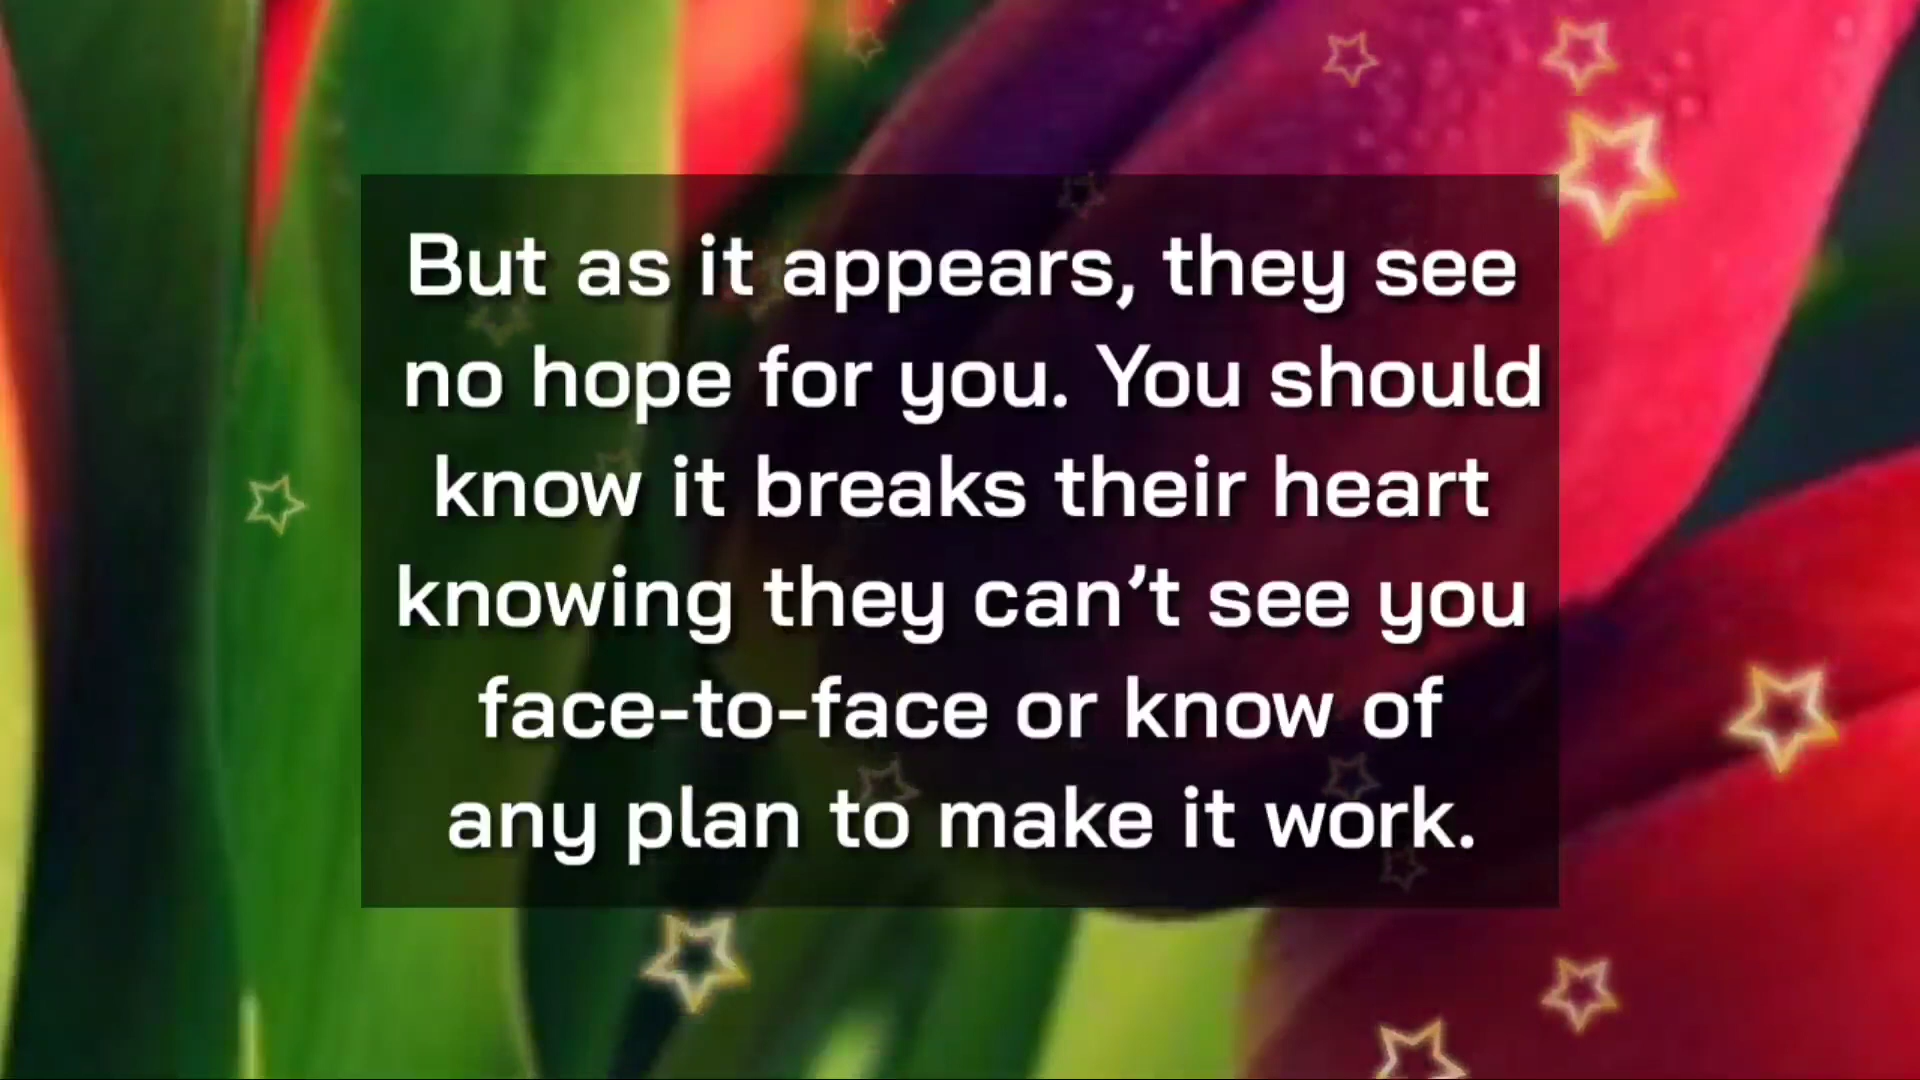 But as it appears, they see
no hope for you. You should
know it breaks their heart
knowing they can’t see you
face-to-face or know of
any plan to make it work.